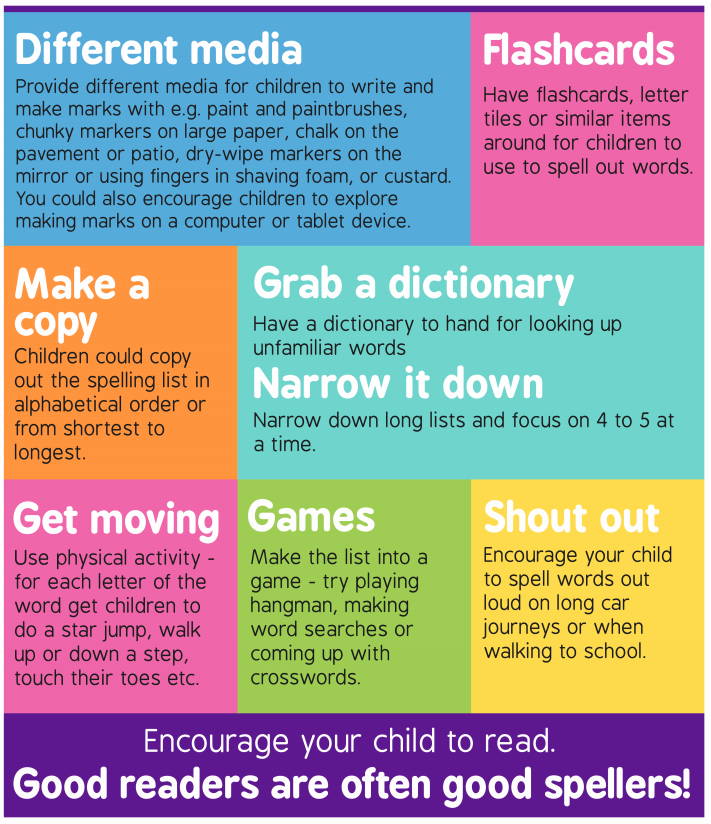 Different media
Provide different media for children to write and
make marks with e.g. paint and paintbrushes,
chunky markers on large paper, chalk on the
pavement or patio, dry-wipe markers on the
mirror or using fingers in shaving foam, or custard.
You could also encourage children to explore
making marks on a computer or tablet device.
Flashcards
Have flashcards, letter
tiles or similar items
around for children to
use to spell out words.
Make a
copy
Children could copy
out the spelling list in
alphabetical order or
from shortest to
longest.
Grab a dictionary
Have a dictionary to hand for looking up
unfamiliar words
Narrow it down
Narrow down long lists and focus on 4 to 5 at
a time.
Get moving
Use physical activity -
for each letter of the
word get children to
do a star jump, walk
up or down a step,
touch their toes etc.
Games
Make the list into a
game - try playing
hangman, making
word searches or
coming up with
crosswords.
Shout out
Encourage your child
to spell words out
loud on long car
journeys or when
walking to school.
Encourage your child to read.
Good readers are often good spellers!